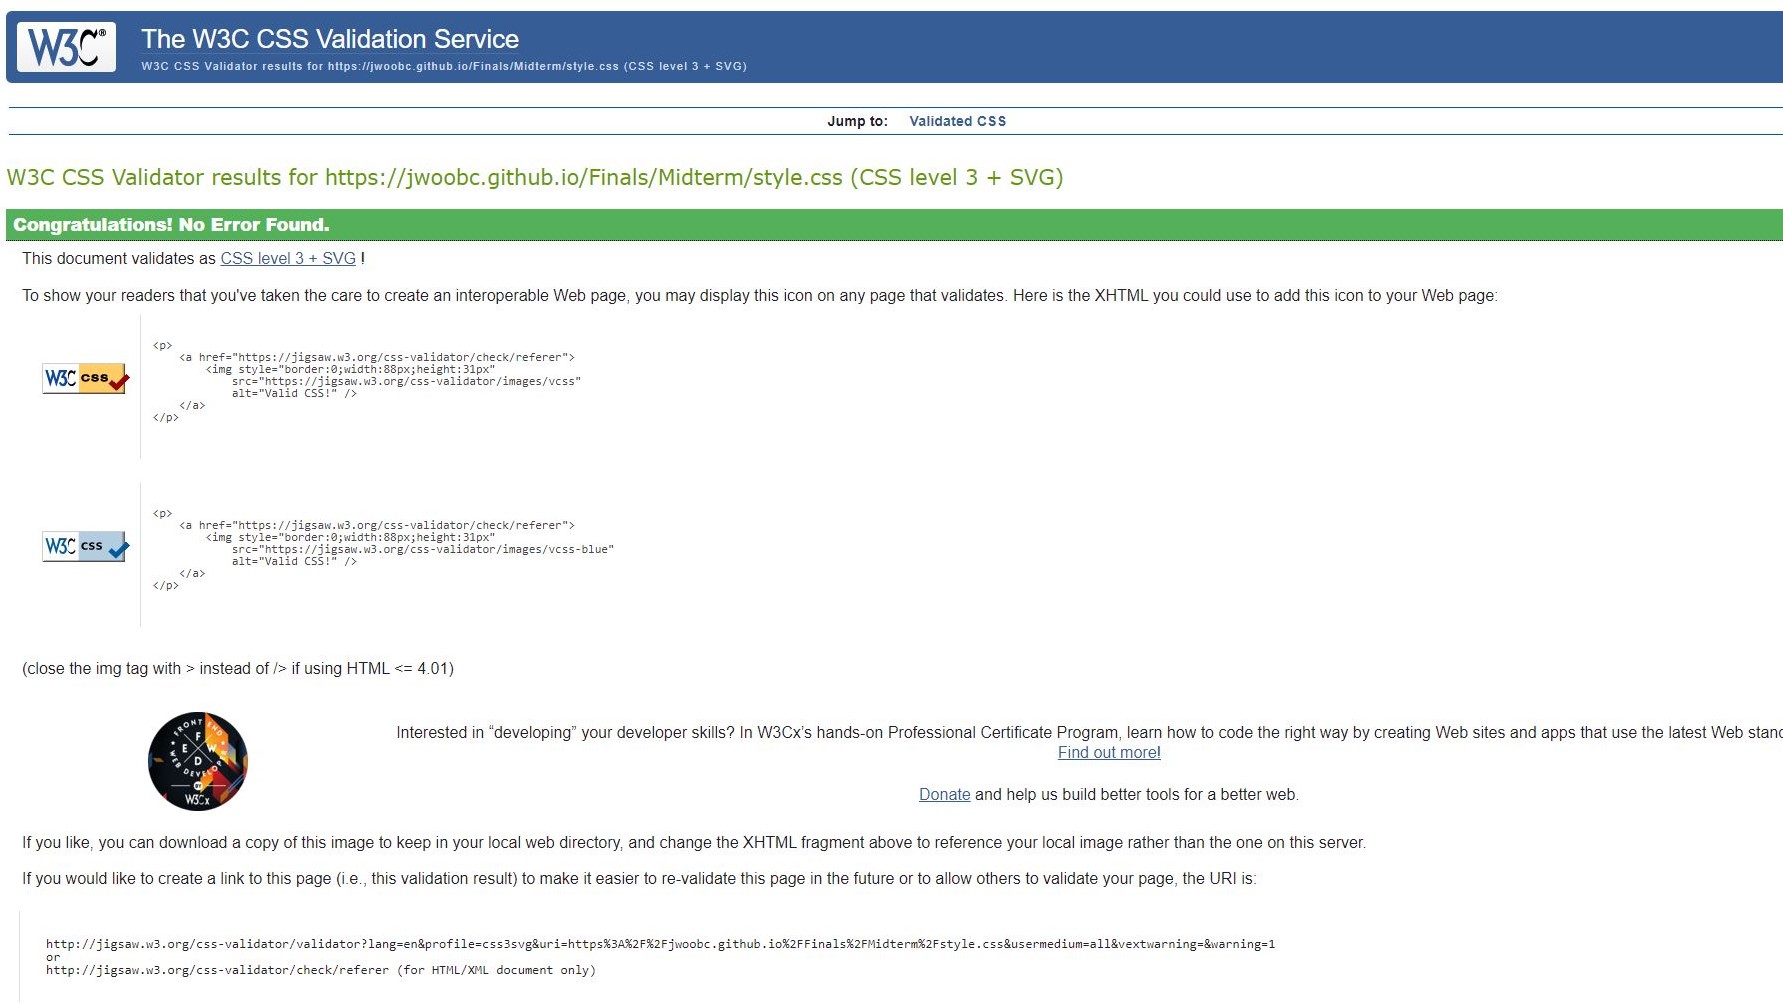 W3C®
The W3C CSS Validation Service
W3C CSS Validator results for https://jwoobc.github.io/Finals/Midterm/style.css (CSS level 3 + SVG)
Jump to: Validated CSS
W3C CSS Validator results for https://jwoobc.github.io/Finals/Midterm/style.css (CSS level 3 + SVG)
Congratulations! No Error Found.
This document validates as CSS level 3 + SVG !
To show your readers that you've taken the care to create an interoperable Web page, you may display this icon on any page that validates. Here is the XHTML you could use to add this icon to your Web page:
W3C css
<p>
<a href="https://jigsaw.w3.org/css-validator/check/referer">
<img style="border:0;width:88px;height:31px"
src="https://jigsaw.w3.org/css-validator/images/vcss"
alt="Valid CSS!" />
</a>
</p>
W3C css
<p>
<a href="https://jigsaw.w3.org/css-validator/check/referer">
<img style="border:0;width:88px;height:31px"
src="https://jigsaw.w3.org/css-validator/images/vcss-blue"
alt="Valid CSS!" />
</a>
</p>
(close the img tag with > instead of /> if using HTML <= 4.01)
FRONT END
F
E W
D
WEB DEVELOPER
BY
W3Cx
Interested in “developing” your developer skills? In W3Cx’s hands-on Professional Certificate Program, learn how to code the right way by creating Web sites and apps that use the latest Web stand
Find out more!
Donate and help us build better tools for a better web.
If you like, you can download a copy of this image to keep in your local web directory, and change the XHTML fragment above to reference your local image rather than the one on this server.
If you would like to create a link to this page (i.e., this validation result) to make it easier to re-validate this page in the future or to allow others to validate your page, the URI is:
http://jigsaw.w3.org/css-validator/validator?lang=en&profile=css3svg&uri=https%3A%2F%2Fjwoobc.github.io%2FFinals%2FMidterm%2Fstyle.css&usermedium=all&vextwarning=&warning=1
or
http://jigsaw.w3.org/css-validator/check/referer (for HTML/XML document only)